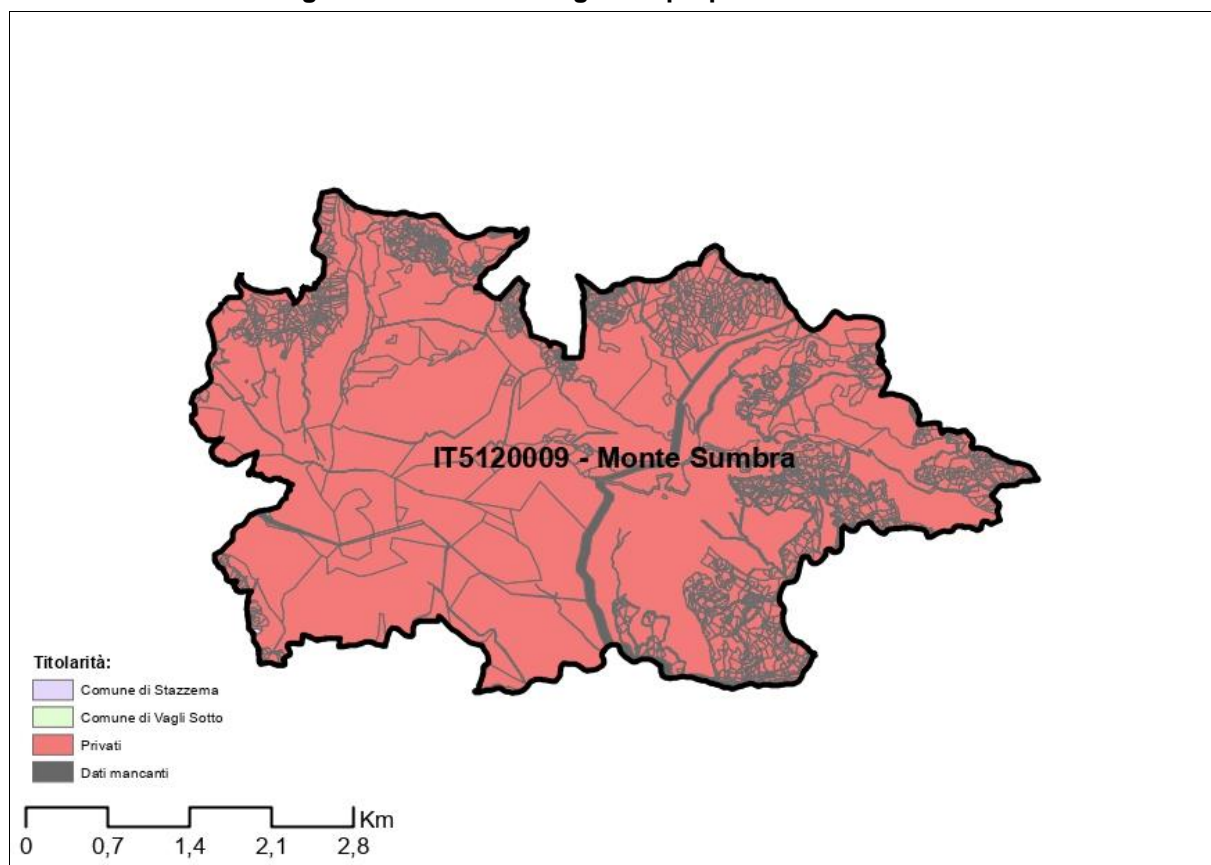 IT5120009 - Monte Sumbra
Titolarità:
Comune di Stazzema
Comune di Vagli Sotto
Privati
Dati mancanti
Km
0 0,7 1,4 2,1 2,8